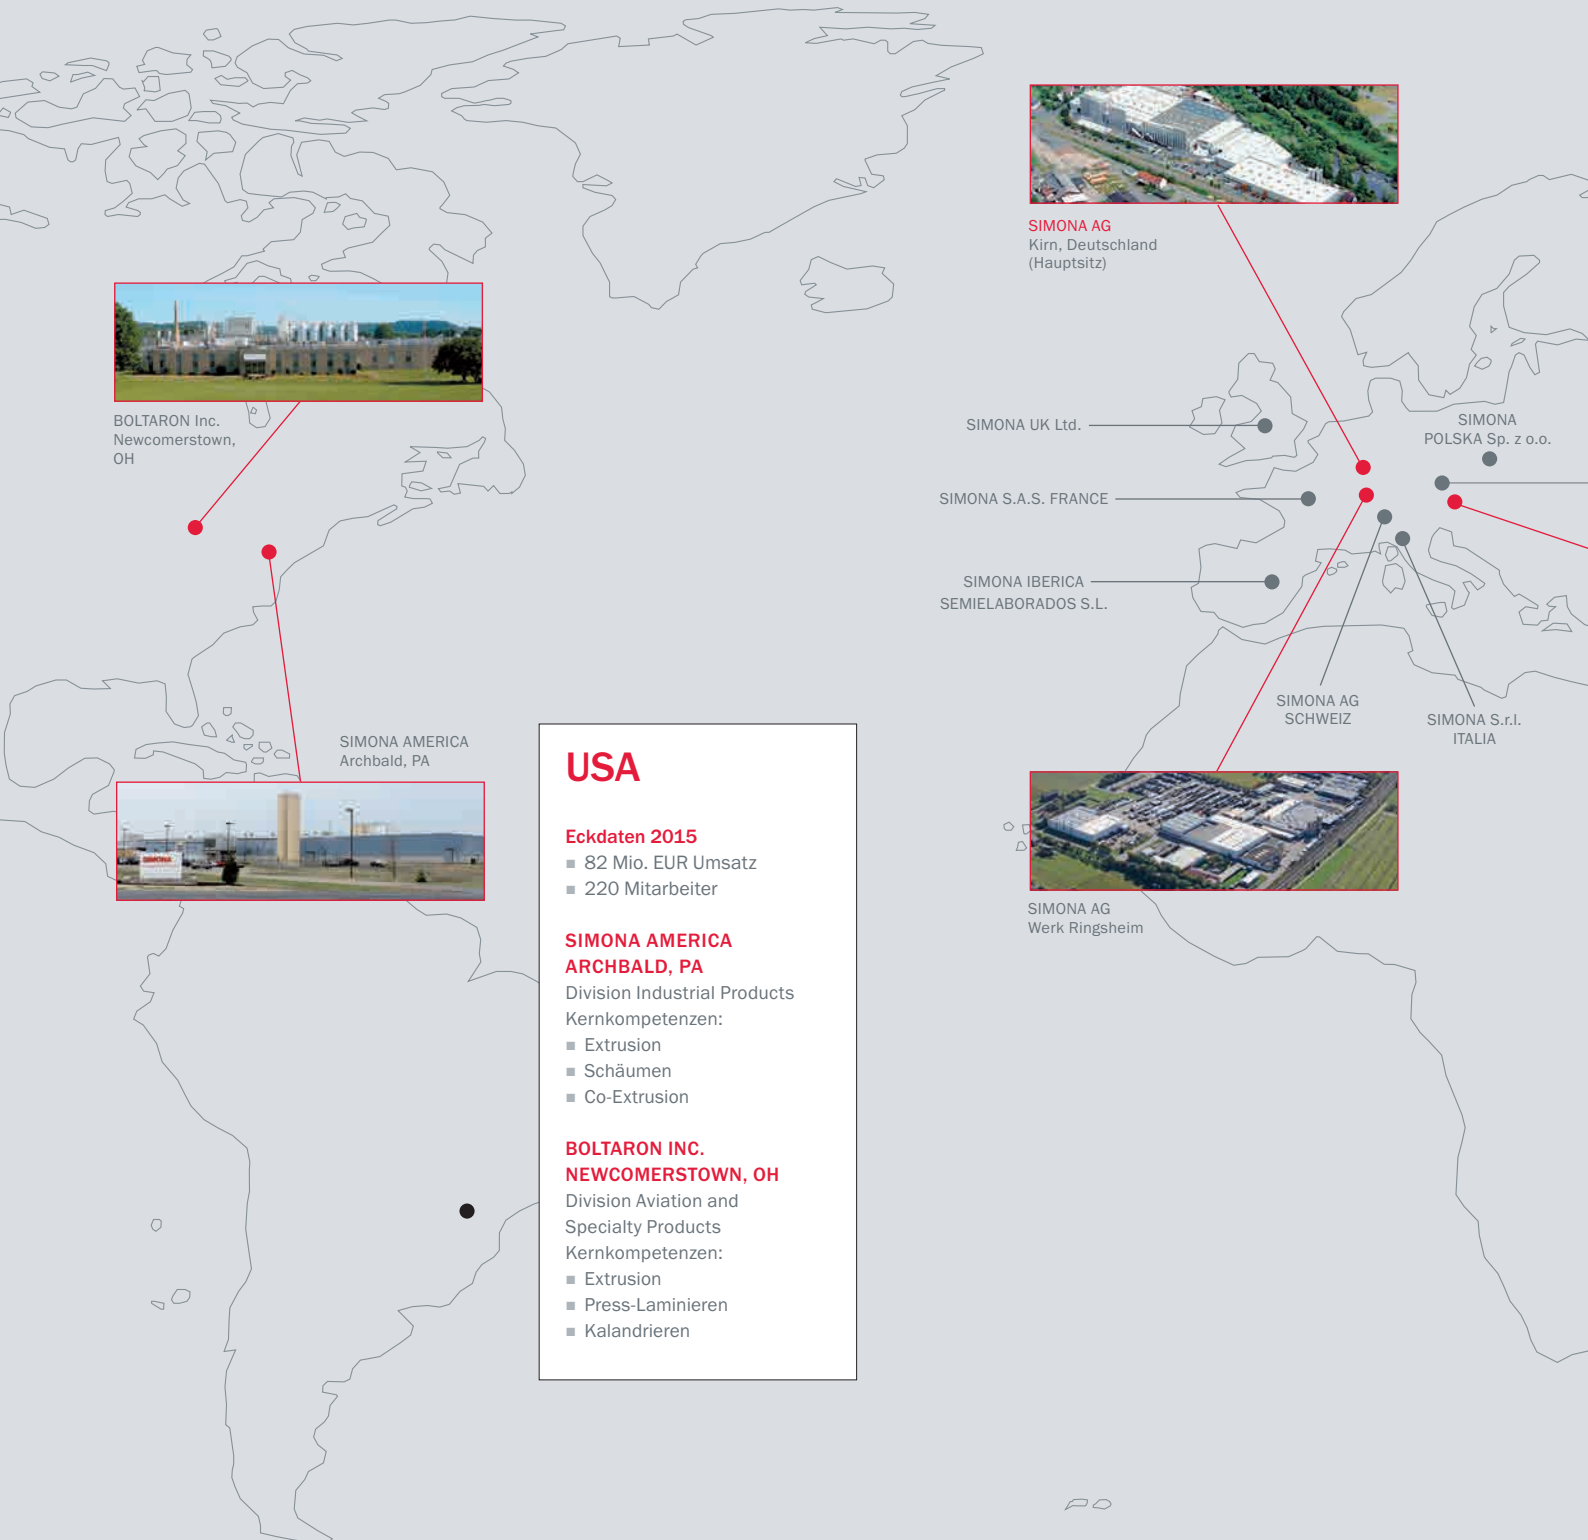 SIMONA AG
Kirn, Deutschland
(Hauptsitz)
BOLTARON Inc.
Newcomerstown,
OH
SIMONA UK Ltd.
SIMONA
POLSKA Sp. z o.o.
SIMONA S.A.S. FRANCE
SIMONA IBERICA
SEMIELABORADOS S.L.
SIMONA AG
SCHWEIZ
SIMONA S.r.l.
ITALIA
SIMONA AMERICA
Archbald, PA
SIMONA
SIMONA AG
Werk Ringsheim
USA
Eckdaten 2015
■ 82 Mio. EUR Umsatz
■ 220 Mitarbeiter
SIMONA AMERICA
ARCHBALD, PA
Division Industrial Products
Kernkompetenzen:
■ Extrusion
■ Schäumen
■ Co-Extrusion
BOLTARON INC.
NEWCOMERSTOWN, OH
Division Aviation and
Specialty Products
Kernkompetenzen:
■ Extrusion
■ Press-Laminieren
■ Kalandrieren